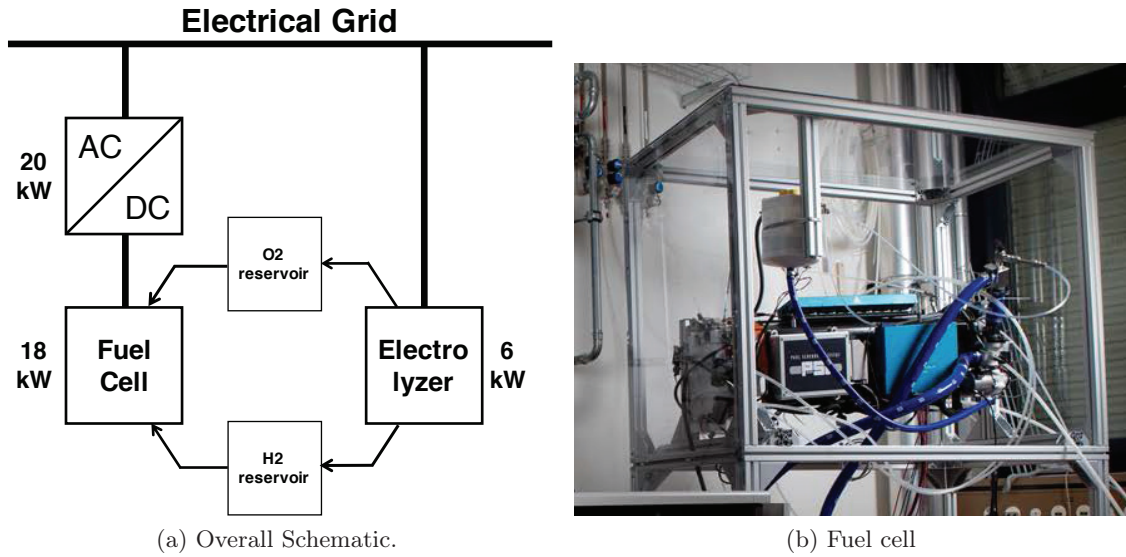 Electrical Grid
AC
DC
20
kW
O2
reservoir
18
kW
Fuel
Cell
Electro
lyzer
6
kW
H2
reservoir
PSI
(a) Overall Schematic.
(b) Fuel cell